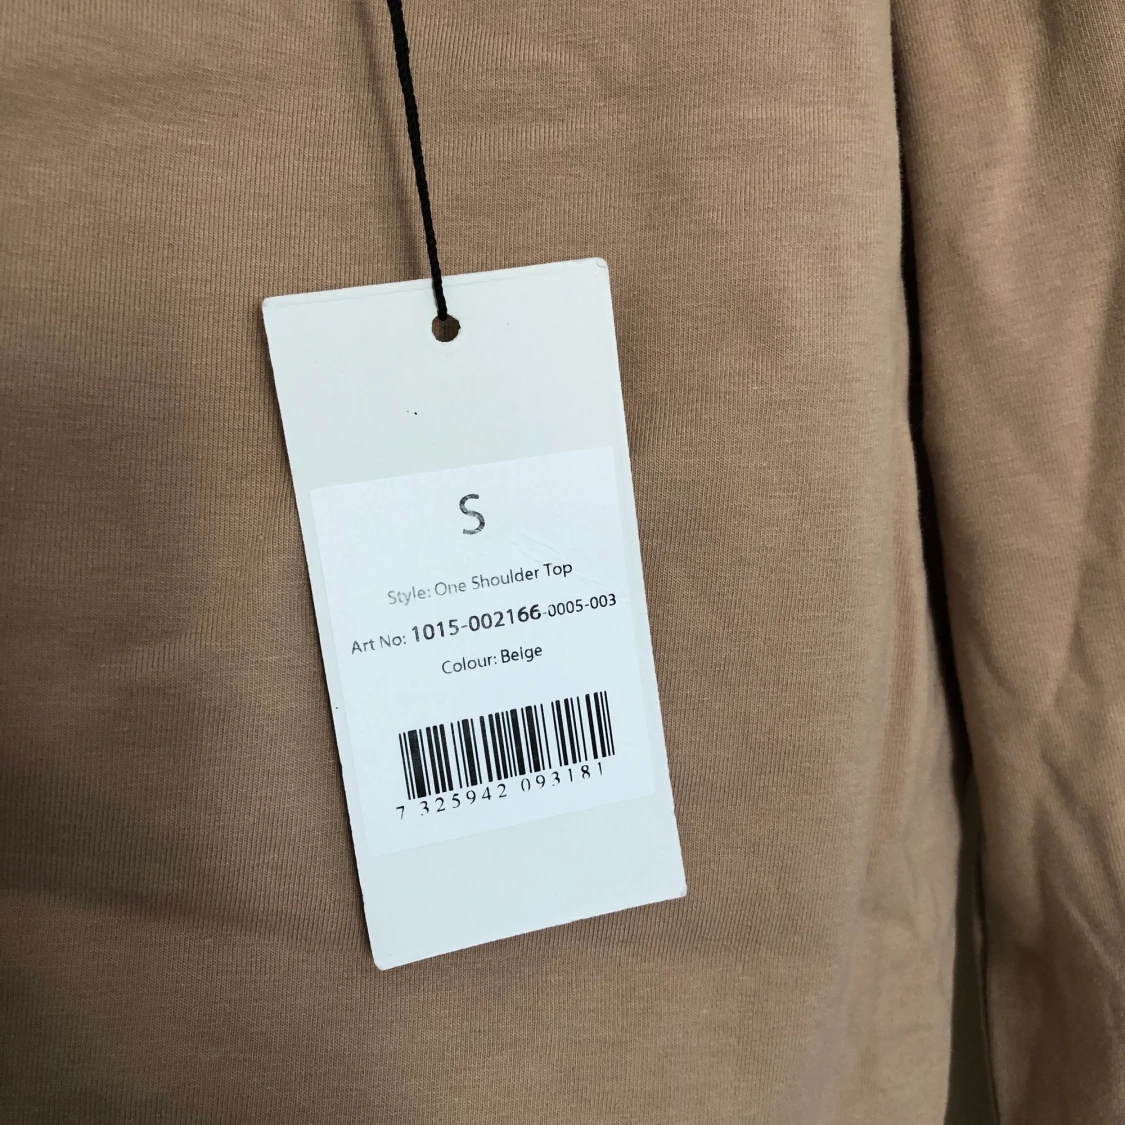 S
Style: One Shoulder Top
Art No: 1015-002166-0005-003
Colour: Beige
7 325942 093181